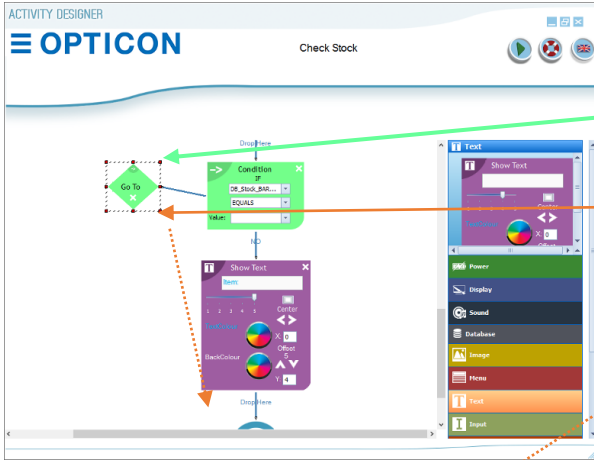 ACTIVITY DESIGNER
OPTICON
Check Stock
Drop Here
Condition
IF
DB_Stock_BAR...
EQUALS
Value:
Go To
NO
Show Text
Item
1 2 3 4 5
Center
X: 0
Offset
5
BackColour
Y: 4
Drop Here
Text
Show Text
Center
X: 0
Offset
Power
Display
Sound
Database
Image
Menu
Text
Input